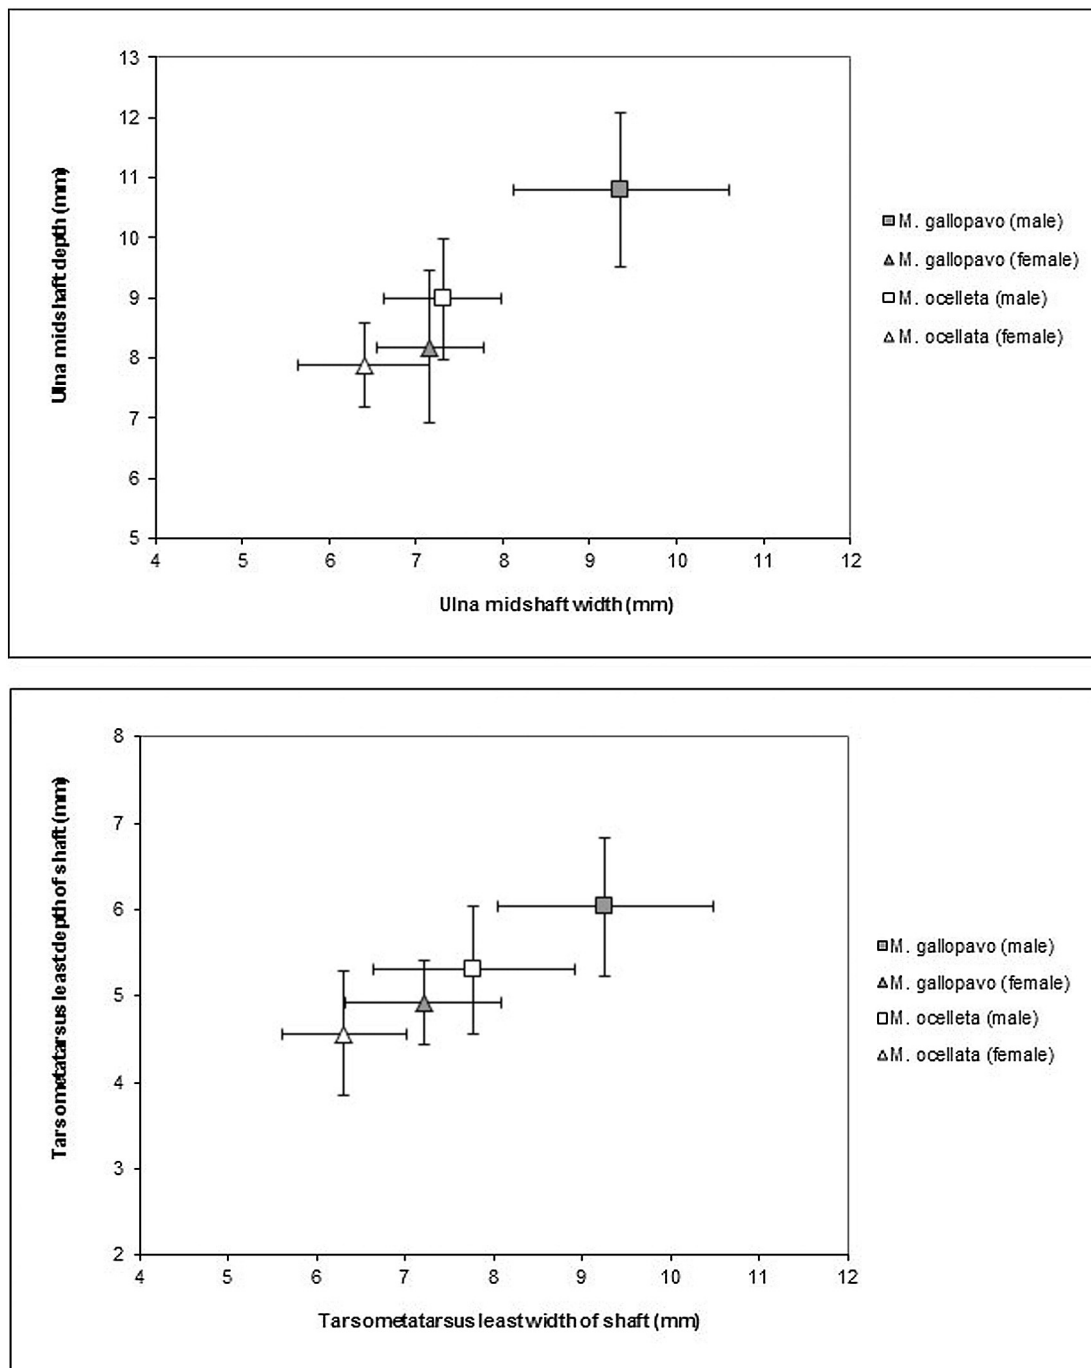 13
12
11
10
9
8
7
6
5
Ulna midshaft depth (mm)
4 5 6 7 8 9 10 11 12
Ulna midshaft width (mm)
M. gallopavo (male)
M. gallopavo (female)
M. ocelleta (male)
M. ocellata (female)
8
7
6
5
4
3
2
Tarsometatarsus least depth of shaft (mm)
4 5 6 7 8 9 10 11 12
Tarsometatarsus least width of shaft (mm)
M. gallopavo (male)
M. gallopavo (female)
M. ocelleta (male)
M. ocellata (female)